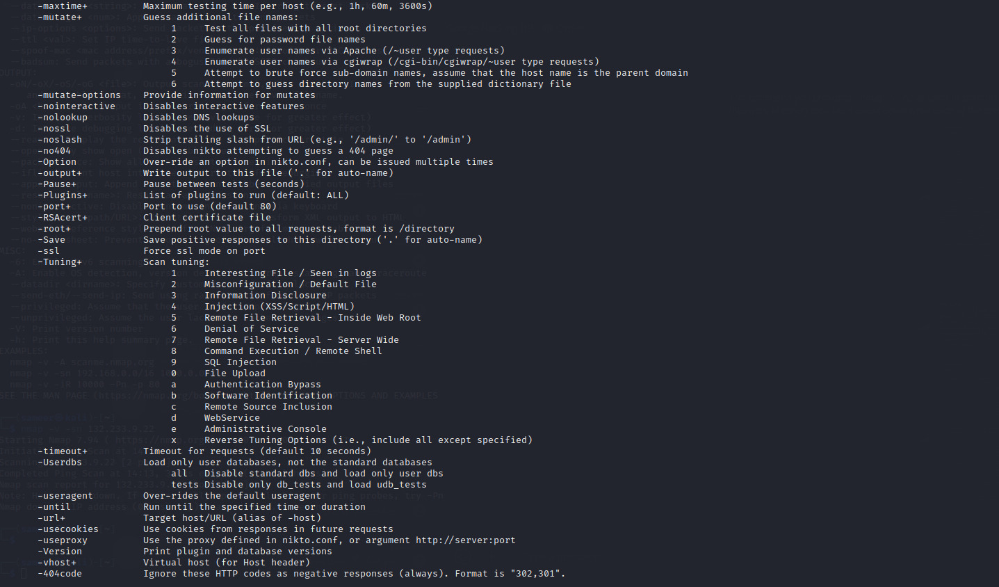 -maxtime+ Maximum testing time per host (e.g., 1h, 60m, 3600s)
-mutate+ Guess additional file names:
1 Test all files with all root directories
2 Guess for password file names
3 Enumerate user names via Apache (/~user type requests)
4 Enumerate user names via cgiwrap (/cgi-bin/cgiwrap/~user type requests)
5 Attempt to brute force sub-domain names, assume that the host name is the parent domain
6 Attempt to guess directory names from the supplied dictionary file
-mutate-options Provide information for mutates
-nointeractive Disables interactive features
-nolookup Disables DNS lookups
-nossl Disables the use of SSL
-noslash Strip trailing slash from URL (e.g., '/admin/' to '/admin')
-no404 Disables nikto attempting to guess a 404 page
-Option Over-ride an option in nikto.conf, can be issued multiple times
-output+ Write output to this file ('.' for auto-name)
-Pause+ Pause between tests (seconds)
-Plugins+ List of plugins to run (default: ALL)
-port+ Port to use (default 80)
-RSAcert+ Client certificate file
-root+ Prepend root value to all requests, format is /directory
-Save Save positive responses to this directory ('.' for auto-name)
-ssl Force ssl mode on port
-Tuning+ Scan tuning:
1 Interesting File / Seen in logs
2 Misconfiguration / Default File
3 Information Disclosure
4 Injection (XSS/Script/HTML)
5 Remote File Retrieval - Inside Web Root
6 Denial of Service
7 Remote File Retrieval - Server Wide
8 Command Execution / Remote Shell
9 SQL Injection
0 File Upload
a Authentication Bypass
b Software Identification
c Remote Source Inclusion
d WebService
e Administrative Console
x Reverse Tuning Options (i.e., include all except specified)
-timeout+ Timeout for requests (default 10 seconds)
-Userdbs Load only user databases, not the standard databases
all Disable standard dbs and load only user dbs
tests Disable only db_tests and load udb_tests
-useragent Over-rides the default useragent
-until Run until the specified time or duration
-url+ Target host/URL (alias of -host)
-usecookies Use cookies from responses in future requests
-useproxy Use the proxy defined in nikto.conf, or argument http://server:port
-Version Print plugin and database versions
-vhost+ Virtual host (for Host header)
-404code Ignore these HTTP codes as negative responses (always). Format is "302,301".